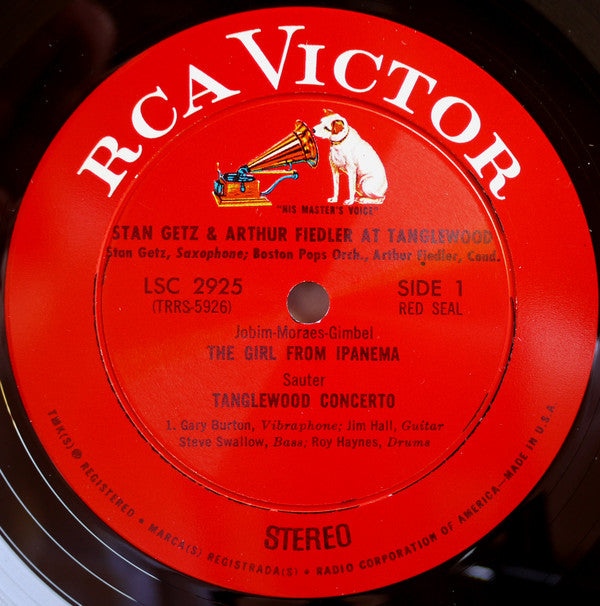 RCA VICTOR
"HIS MASTER'S VOICE"
STAN GETZ & ARTHUR FIEDLER AT TANGLEWOOD
Stan Getz, Saxophone; Boston Pops Orch., Arthur Fiedler, Cond.
LSC 2925 SIDE 1
(TRRS-5926) RED SEAL
Jobim-Moraes-Gimbel
THE GIRL FROM IPANEMA
Sauter
TANGLEWOOD CONCERTO
1. Gary Burton, Vibraphone; Jim Hall, Guitar
Steve Swallow, Bass, Roy Haynes, Drums
STEREO
TMK(S) ® REGISTERED • MARCA(S) REGISTRADA(S) • RADIO CORPORATION OF AMERICA—MADE IN U.S.A.